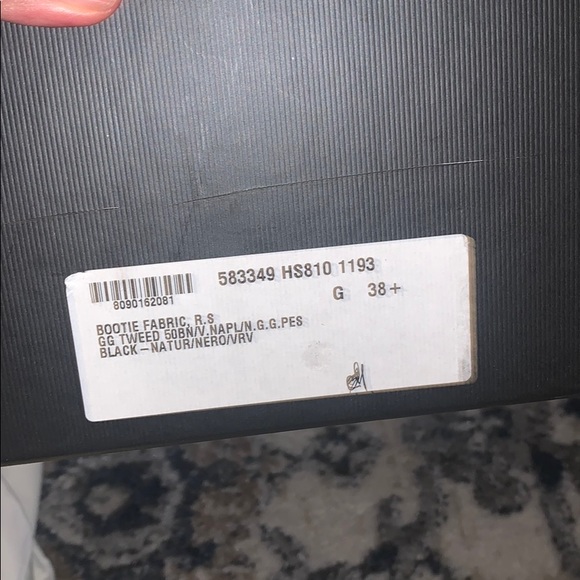 583349 HS810 1193
8090162081
G 38+
BOOTIE FABRIC, R.S
GG TWEED 50BN/V.NAPL/N.G.G.PES
BLACK-NATUR/NERO/VRV